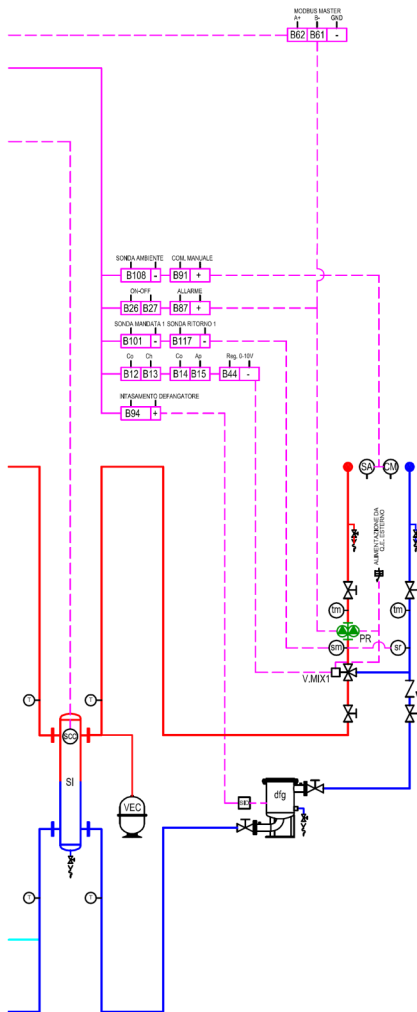 MODBUS MASTER
A+ B- GND
B62 B61 -
SONDA AMBIENTE COM. MANUALE
B108 - B91 +
ON-OFF ALLARME
B26 B27 B87 +
SONDA MANDATA 1 SONDA RITORNO 1
B101 - B117 -
Co Ch Co Ap Reg. 0-10V
B12 B13 B14 B15 B44 -
INTASAMENTO DEFANGATORE
B94 +
SA CM
ALIMENTAZIONE DA
Q.E. ESTERNO
tm tm
PR
sm sr
V.MIX1
T T
scc
SI
VEC
dfg
T T